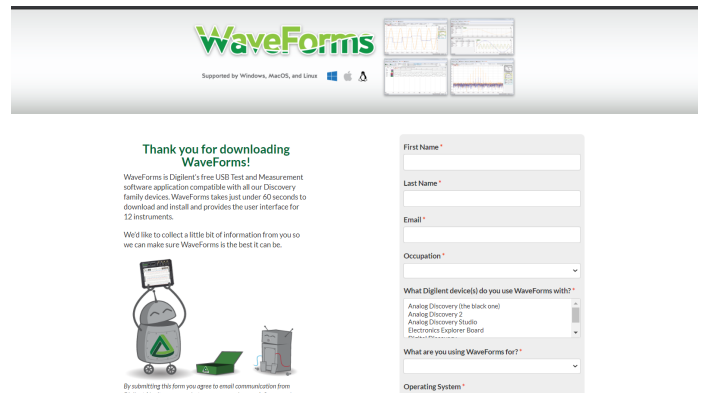 WaveForms
Supported by Windows, MacOS, and Linux
Thank you for downloading
WaveForms!
WaveForms is Digilent's free USB Test and Measurement
software application compatible with all our Discovery
family devices. WaveForms takes just under 60 seconds to
download and install and provides the user interface for
12 instruments.
We'd like to collect a little bit of information from you so
we can make sure WaveForms is the best it can be.
By submitting this form you agree to email communication from
First Name *
Last Name *
Email *
Occupation *
What Digilent device(s) do you use WaveForms with? *
Analog Discovery (the black one)
Analog Discovery 2
Analog Discovery Studio
Electronics Explorer Board
What are you using WaveForms for? *
Operating System *